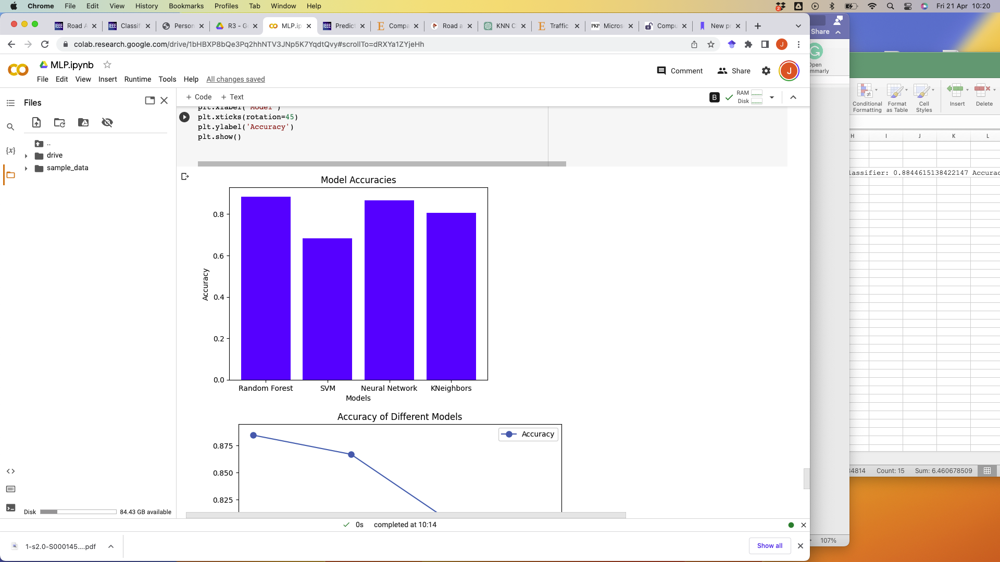 Chrome File Edit View History Bookmarks Profiles Tab Window Help
2
Fri 21 Apr 10:20
IEEE Road A
IEEE Classif
Person
R3 - G
MLP.ip
IEEE Predict
E Compa
Road a
KNN C
E Traffic
PKP Micros
Compu
New p
colab.research.google.com/drive/1bHBXP8bQe3Pq2hhNTV3JNp5K7YqdtQvy#scrollTo=dRXYa1ZYjeHh
J
MLP.ipynb
File Edit View Insert Runtime Tools Help All changes saved
Comment Share J
Files
+ Code + Text
B RAM
Disk
..
drive
sample_data
{x}
plt.xlabel('Model')
plt.xticks(rotation=45)
plt.ylabel('Accuracy')
plt.show()
Model Accuracies
0.8
0.6
0.4
0.2
0.0
Accuracy
Random Forest SVM Neural Network KNeighbors
Models
Accuracy of Different Models
Accuracy
0.875
0.850
0.825
Disk 84.43 GB available
0s completed at 10:14
1-s2.0-S000145....pdf
Show all
Share
Open
mmarly
Conditional
Formatting
Format
as Table
Cell
Styles
Insert
Delete
H I J K L
lassifier: 0.8844615138422147 Accurac
34814 Count: 15 Sum: 6.460678509
107%